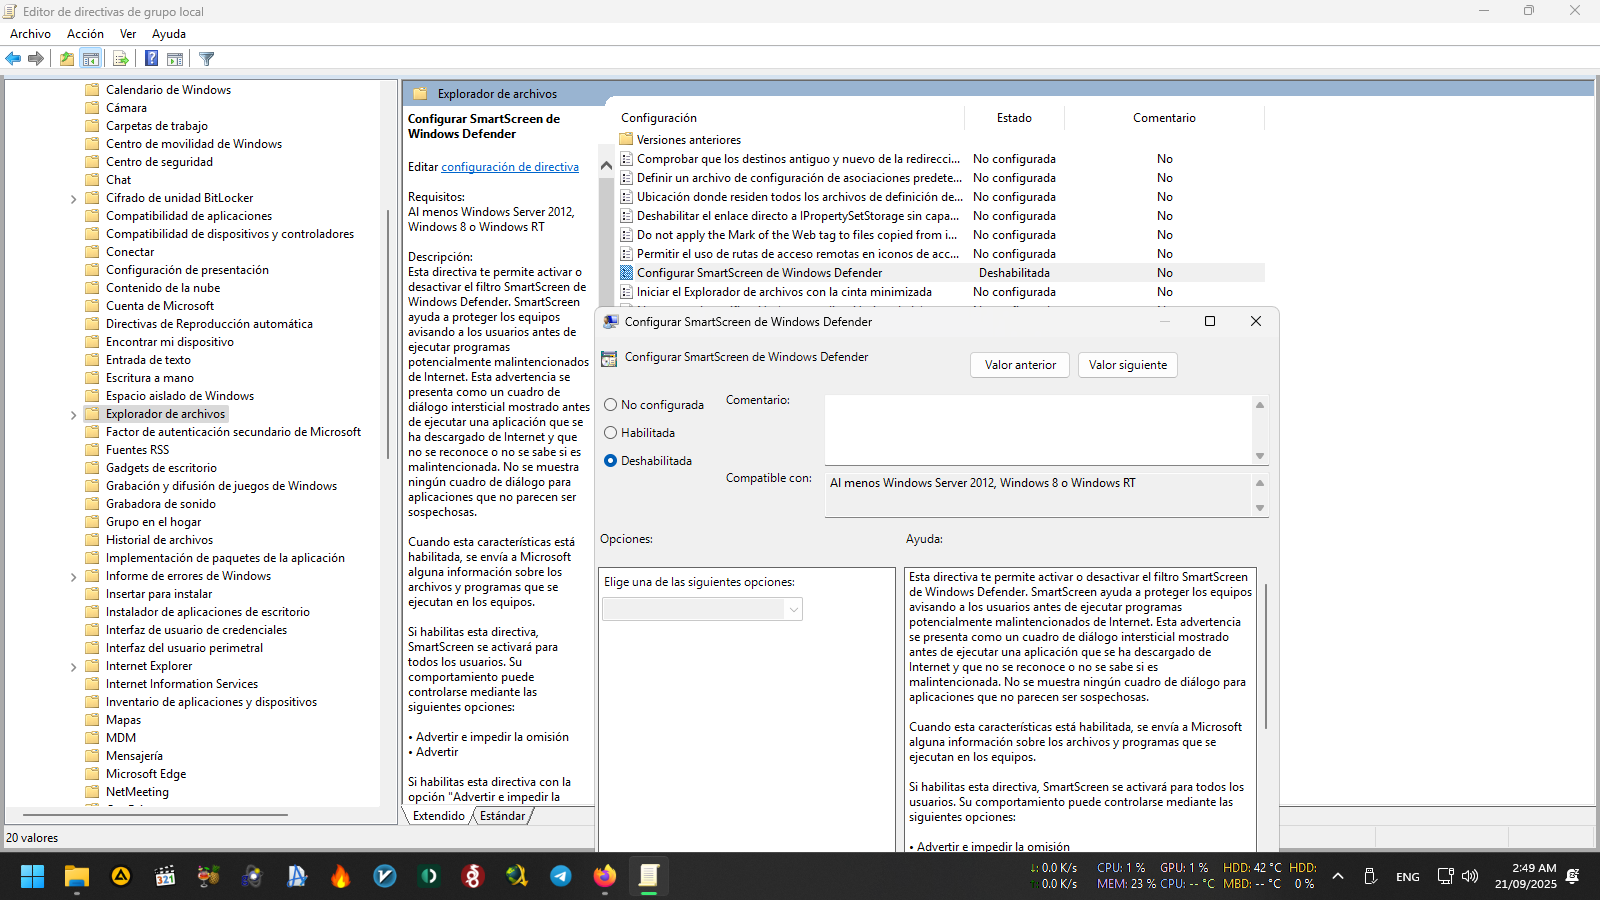 Editor de directivas de grupo local
Archivo Acción Ver Ayuda
Calendario de Windows
Cámara
Carpetas de trabajo
Centro de movilidad de Windows
Centro de seguridad
Chat
Cifrado de unidad BitLocker
Compatibilidad de aplicaciones
Compatibilidad de dispositivos y controladores
Conectar
Configuración de presentación
Contenido de la nube
Cuenta de Microsoft
Directivas de Reproducción automática
Encontrar mi dispositivo
Entrada de texto
Escritura a mano
Espacio aislado de Windows
Explorador de archivos
Factor de autenticación secundario de Microsoft
Fuentes RSS
Gadgets de escritorio
Grabación y difusión de juegos de Windows
Grabadora de sonido
Grupo en el hogar
Historial de archivos
Implementación de paquetes de la aplicación
Informe de errores de Windows
Insertar para instalar
Instalador de aplicaciones de escritorio
Interfaz de usuario de credenciales
Interfaz del usuario perimetral
Internet Explorer
Internet Information Services
Inventario de aplicaciones y dispositivos
Mapas
MDM
Mensajería
Microsoft Edge
NetMeeting
20 valores
Explorador de archivos
Configurar SmartScreen de
Windows Defender
Editar configuración de directiva
Requisitos:
Al menos Windows Server 2012,
Windows 8 o Windows RT
Descripción:
Esta directiva te permite activar o
desactivar el filtro SmartScreen de
Windows Defender. SmartScreen
ayuda a proteger los equipos
avisando a los usuarios antes de
ejecutar programas
potencialmente malintencionados
de Internet. Esta advertencia se
presenta como un cuadro de
diálogo intersticial mostrado antes
de ejecutar una aplicación que se
ha descargado de Internet y que
no se reconoce o no se sabe si es
malintencionada. No se muestra
ningún cuadro de diálogo para
aplicaciones que no parecen ser
sospechosas.
Cuando esta características está
habilitada, se envía a Microsoft
alguna información sobre los
archivos y programas que se
ejecutan en los equipos.
Si habilitas esta directiva,
SmartScreen se activará para
todos los usuarios. Su
comportamiento puede
controlarse mediante las
siguientes opciones:
• Advertir e impedir la omisión
• Advertir
Si habilitas esta directiva con la
opción "Advertir e impedir la
Extendido Estándar
Configuración Estado Comentario
Versiones anteriores
Comprobar que los destinos antiguo y nuevo de la redirecci... No configurada No
Definir un archivo de configuración de asociaciones predete... No configurada No
Ubicación donde residen todos los archivos de definición de... No configurada No
Deshabilitar el enlace directo a IPropertySetStorage sin capa... No configurada No
Do not apply the Mark of the Web tag to files copied from i... No configurada No
Permitir el uso de rutas de acceso remotas en iconos de acc... No configurada No
Configurar SmartScreen de Windows Defender Deshabilitada No
Iniciar el Explorador de archivos con la cinta minimizada No configurada No
Configurar SmartScreen de Windows Defender
Configurar SmartScreen de Windows Defender
Valor anterior Valor siguiente
No configurada
Habilitada
Deshabilitada
Comentario:
Compatible con:
Al menos Windows Server 2012, Windows 8 o Windows RT
Opciones:
Elige una de las siguientes opciones:
Ayuda:
Esta directiva te permite activar o desactivar el filtro SmartScreen
de Windows Defender. SmartScreen ayuda a proteger los equipos
avisando a los usuarios antes de ejecutar programas
potencialmente malintencionados de Internet. Esta advertencia
se presenta como un cuadro de diálogo intersticial mostrado
antes de ejecutar una aplicación que se ha descargado de
Internet y que no se reconoce o no se sabe si es
malintencionada. No se muestra ningún cuadro de diálogo para
aplicaciones que no parecen ser sospechosas.
Cuando esta características está habilitada, se envía a Microsoft
alguna información sobre los archivos y programas que se
ejecutan en los equipos.
Si habilitas esta directiva, SmartScreen se activará para todos los
usuarios. Su comportamiento puede controlarse mediante las
siguientes opciones:
• Advertir e impedir la omisión
321
↓: 0.0 K/s CPU: 1 % GPU: 1 % HDD: 42 °C HDD:
↑: 0.0 K/s MEM: 23 % CPU: -- °C MBD: -- °C 0 %
ENG
2:49 AM
21/09/2025